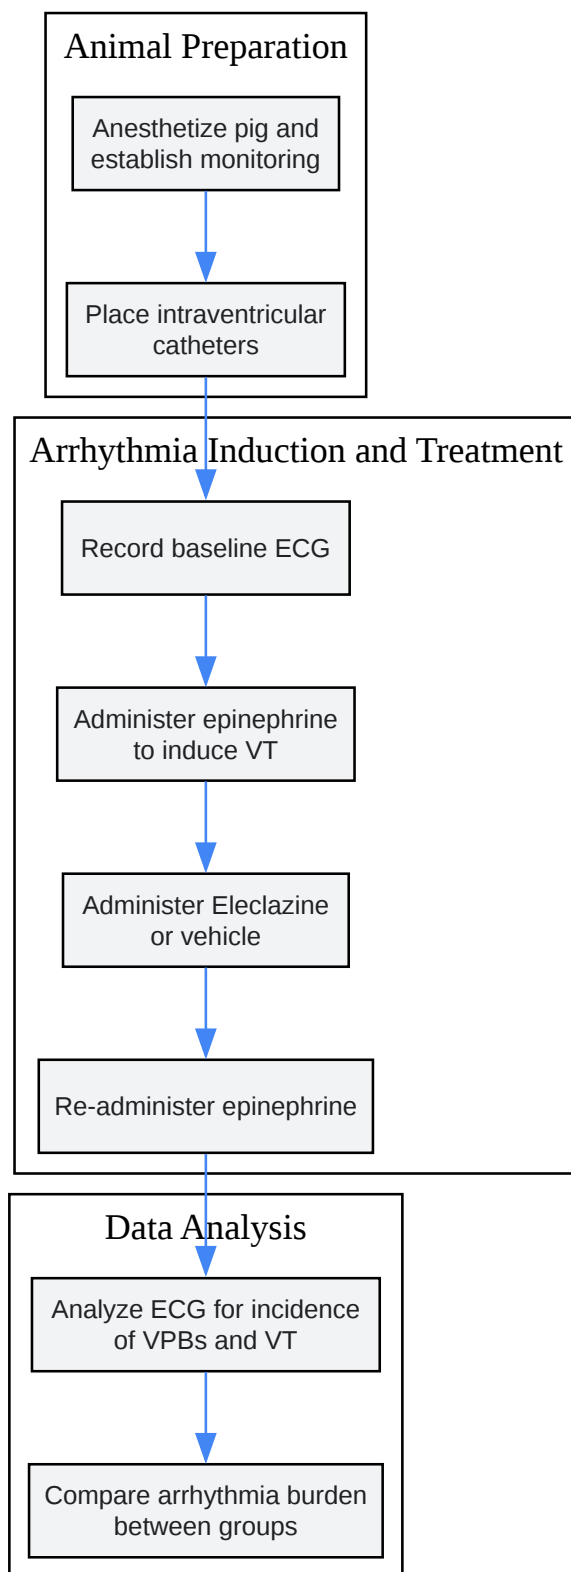 Animal Preparation
Anesthetize pig and
establish monitoring
Place intraventricular
catheters
Arrhythmia Induction and Treatment
Record baseline ECG
Administer epinephrine
to induce VT
Administer Eleclazine
or vehicle
Re-administer epinephrine
Data Analysis
Analyze ECG for incidence
of VPBs and VT
Compare arrhythmia burden
between groups